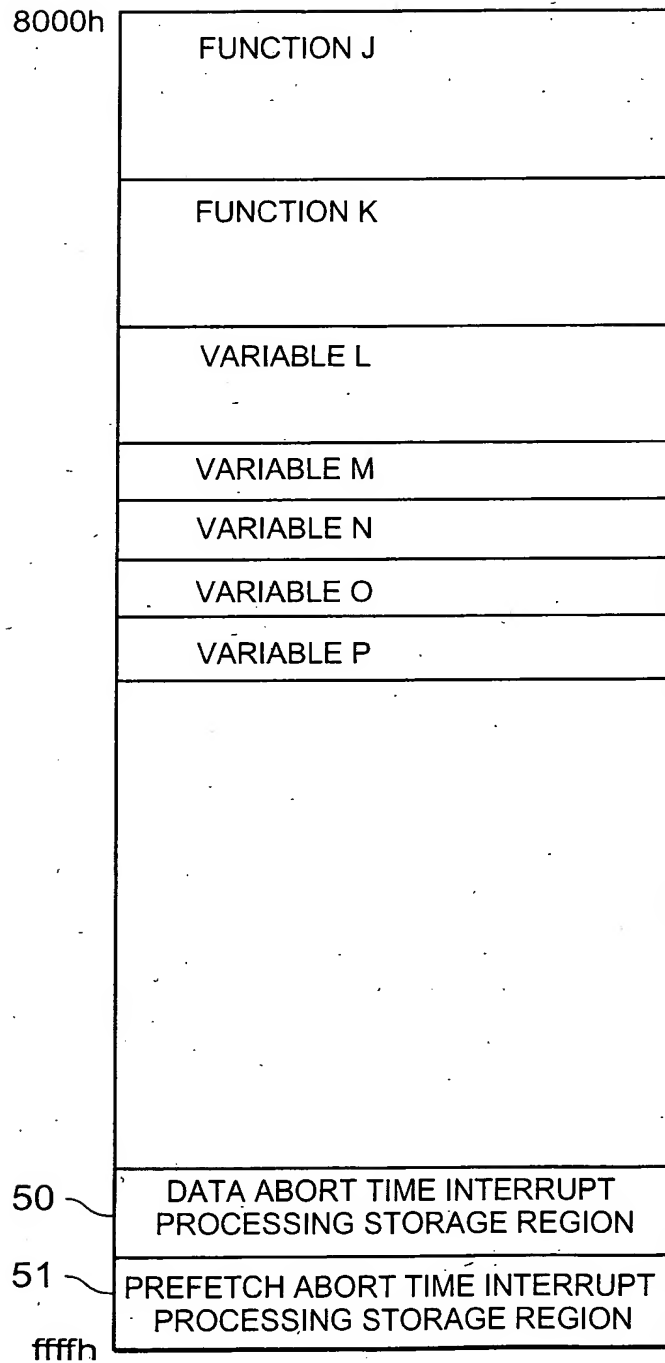 8000h
FUNCTION J
FUNCTION K
VARIABLE L
VARIABLE M
VARIABLE N
VARIABLE O
VARIABLE P
50
DATA ABORT TIME INTERRUPT
PROCESSING STORAGE REGION
51
PREFETCH ABORT TIME INTERRUPT
PROCESSING STORAGE REGION
ffffh